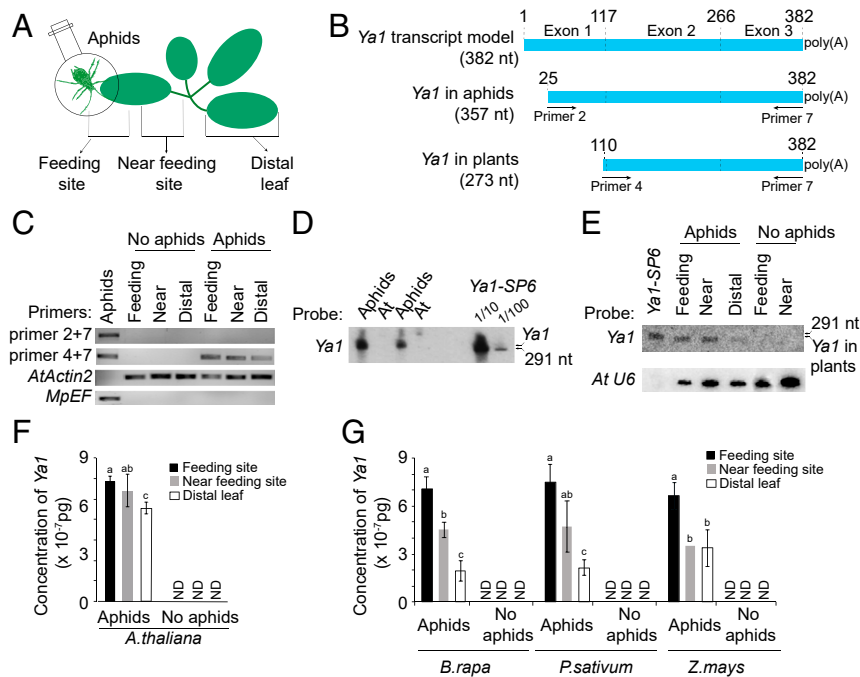 A
Aphids
Feeding site
Near feeding site
Distal leaf
B
1 117 266 382
Exon 1 Exon 2 Exon 3
Ya1 transcript model (382 nt)
poly(A)
25 382
Ya1 in aphids (357 nt)
poly(A)
Primer 2 Primer 7
110 382
Ya1 in plants (273 nt)
poly(A)
Primer 4 Primer 7
C
No aphids Aphids
Primers:
Aphids Feeding Near Distal Feeding Near Distal
primer 2+7
primer 4+7
AtActin2
MpEF
D
Aphids At Aphids At
Ya1-SP6
1/10 1/100
Probe:
Ya1
Ya1
291 nt
E
Aphids No aphids
Ya1-SP6 Feeding Near Distal Feeding Near
Probe:
Ya1
291 nt
Ya1 in plants
At U6
F
Concentration of Ya1 (x 10-7pg)
9
6
3
0
a ab c
Feeding site
Near feeding site
Distal leaf
ND ND ND
Aphids No aphids
A.thaliana
G
Concentration of Ya1 (x 10-7pg)
9
6
3
0
a b c
ND ND ND
a ab c
ND ND ND
a b b
ND ND ND
Feeding site
Near feeding site
Distal leaf
Aphids No aphids Aphids No aphids Aphids No aphids
B.rapa P.sativum Z.mays